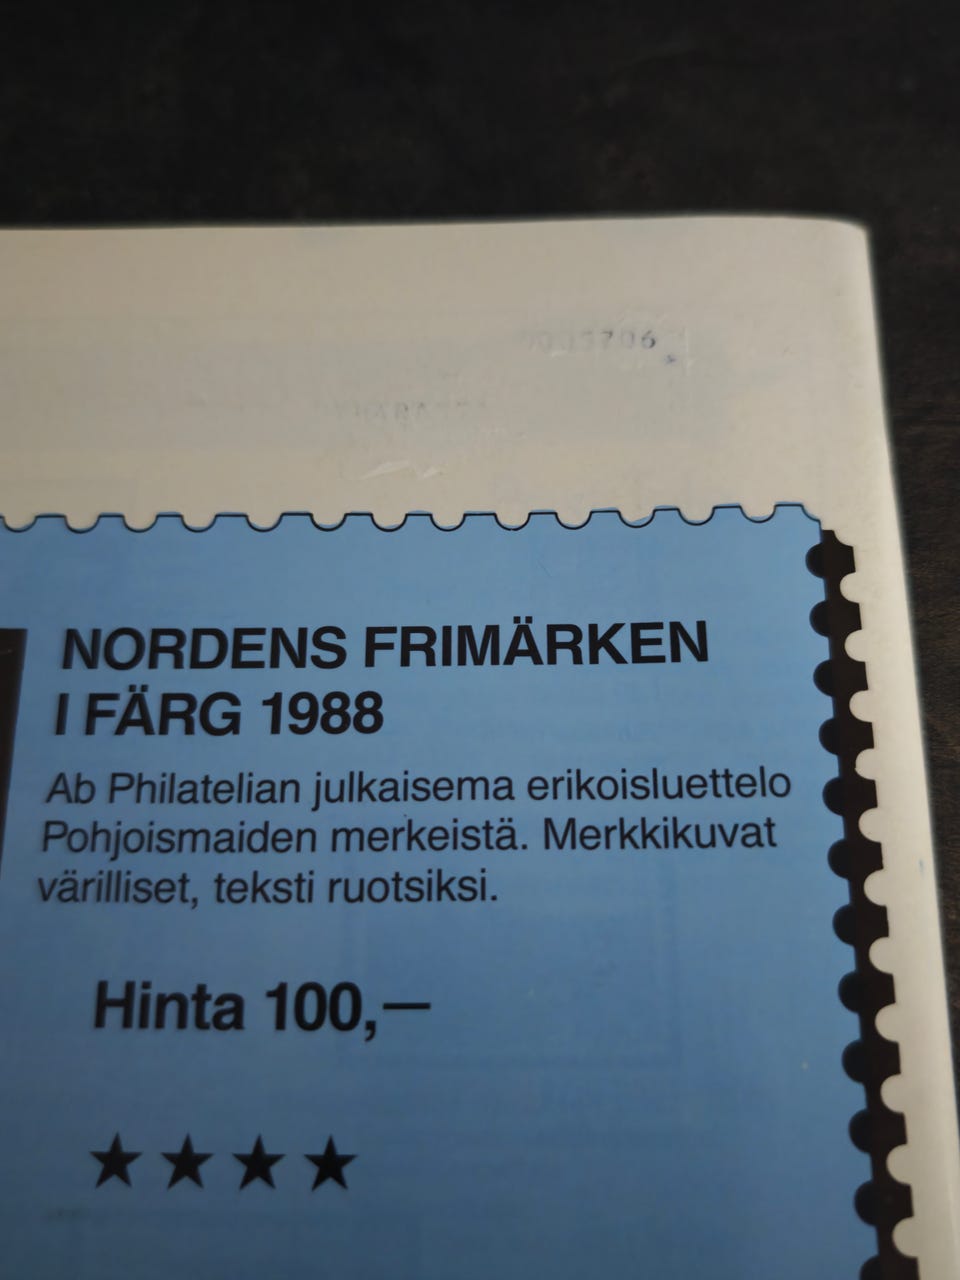 NORDENS FRIMÄRKEN
I FÄRG 1988
Ab Philatelian julkaisema erikoisluettelo
Pohjoismaiden merkeistä. Merkkikuvat
värilliset, teksti ruotsiksi.
Hinta 100,—
★ ★ ★ ★